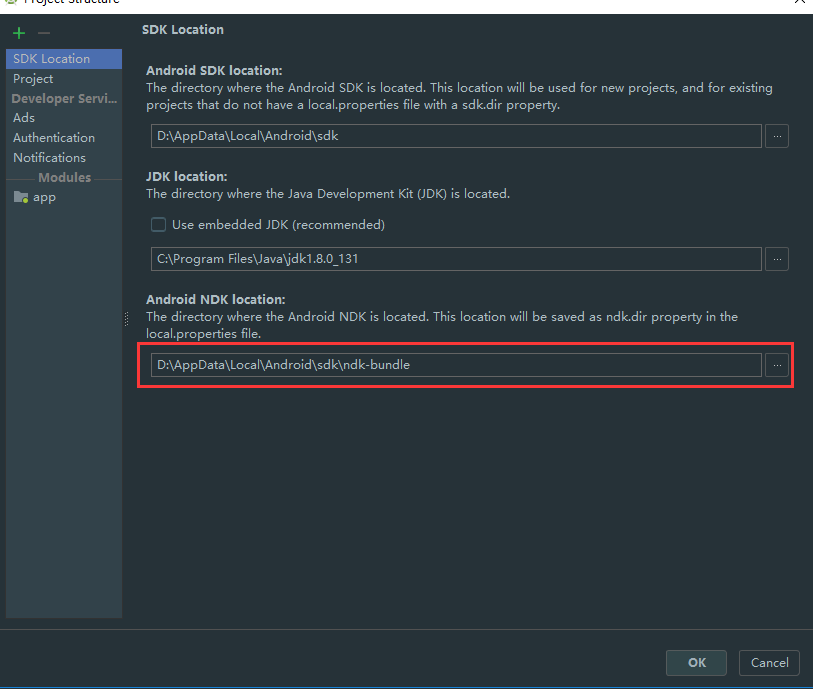 Project Structure
SDK Location
Project
Developer Servi...
Ads
Authentication
Notifications
Modules
app
SDK Location
Android SDK location:
The directory where the Android SDK is located. This location will be used for new projects, and for existing
projects that do not have a local.properties file with a sdk.dir property.
D:\AppData\Local\Android\sdk
...
JDK location:
The directory where the Java Development Kit (JDK) is located.
Use embedded JDK (recommended)
C:\Program Files\Java\jdk1.8.0_131
...
Android NDK location:
The directory where the Android NDK is located. This location will be saved as ndk.dir property in the
local.properties file.
D:\AppData\Local\Android\sdk\ndk-bundle
...
OK
Cancel